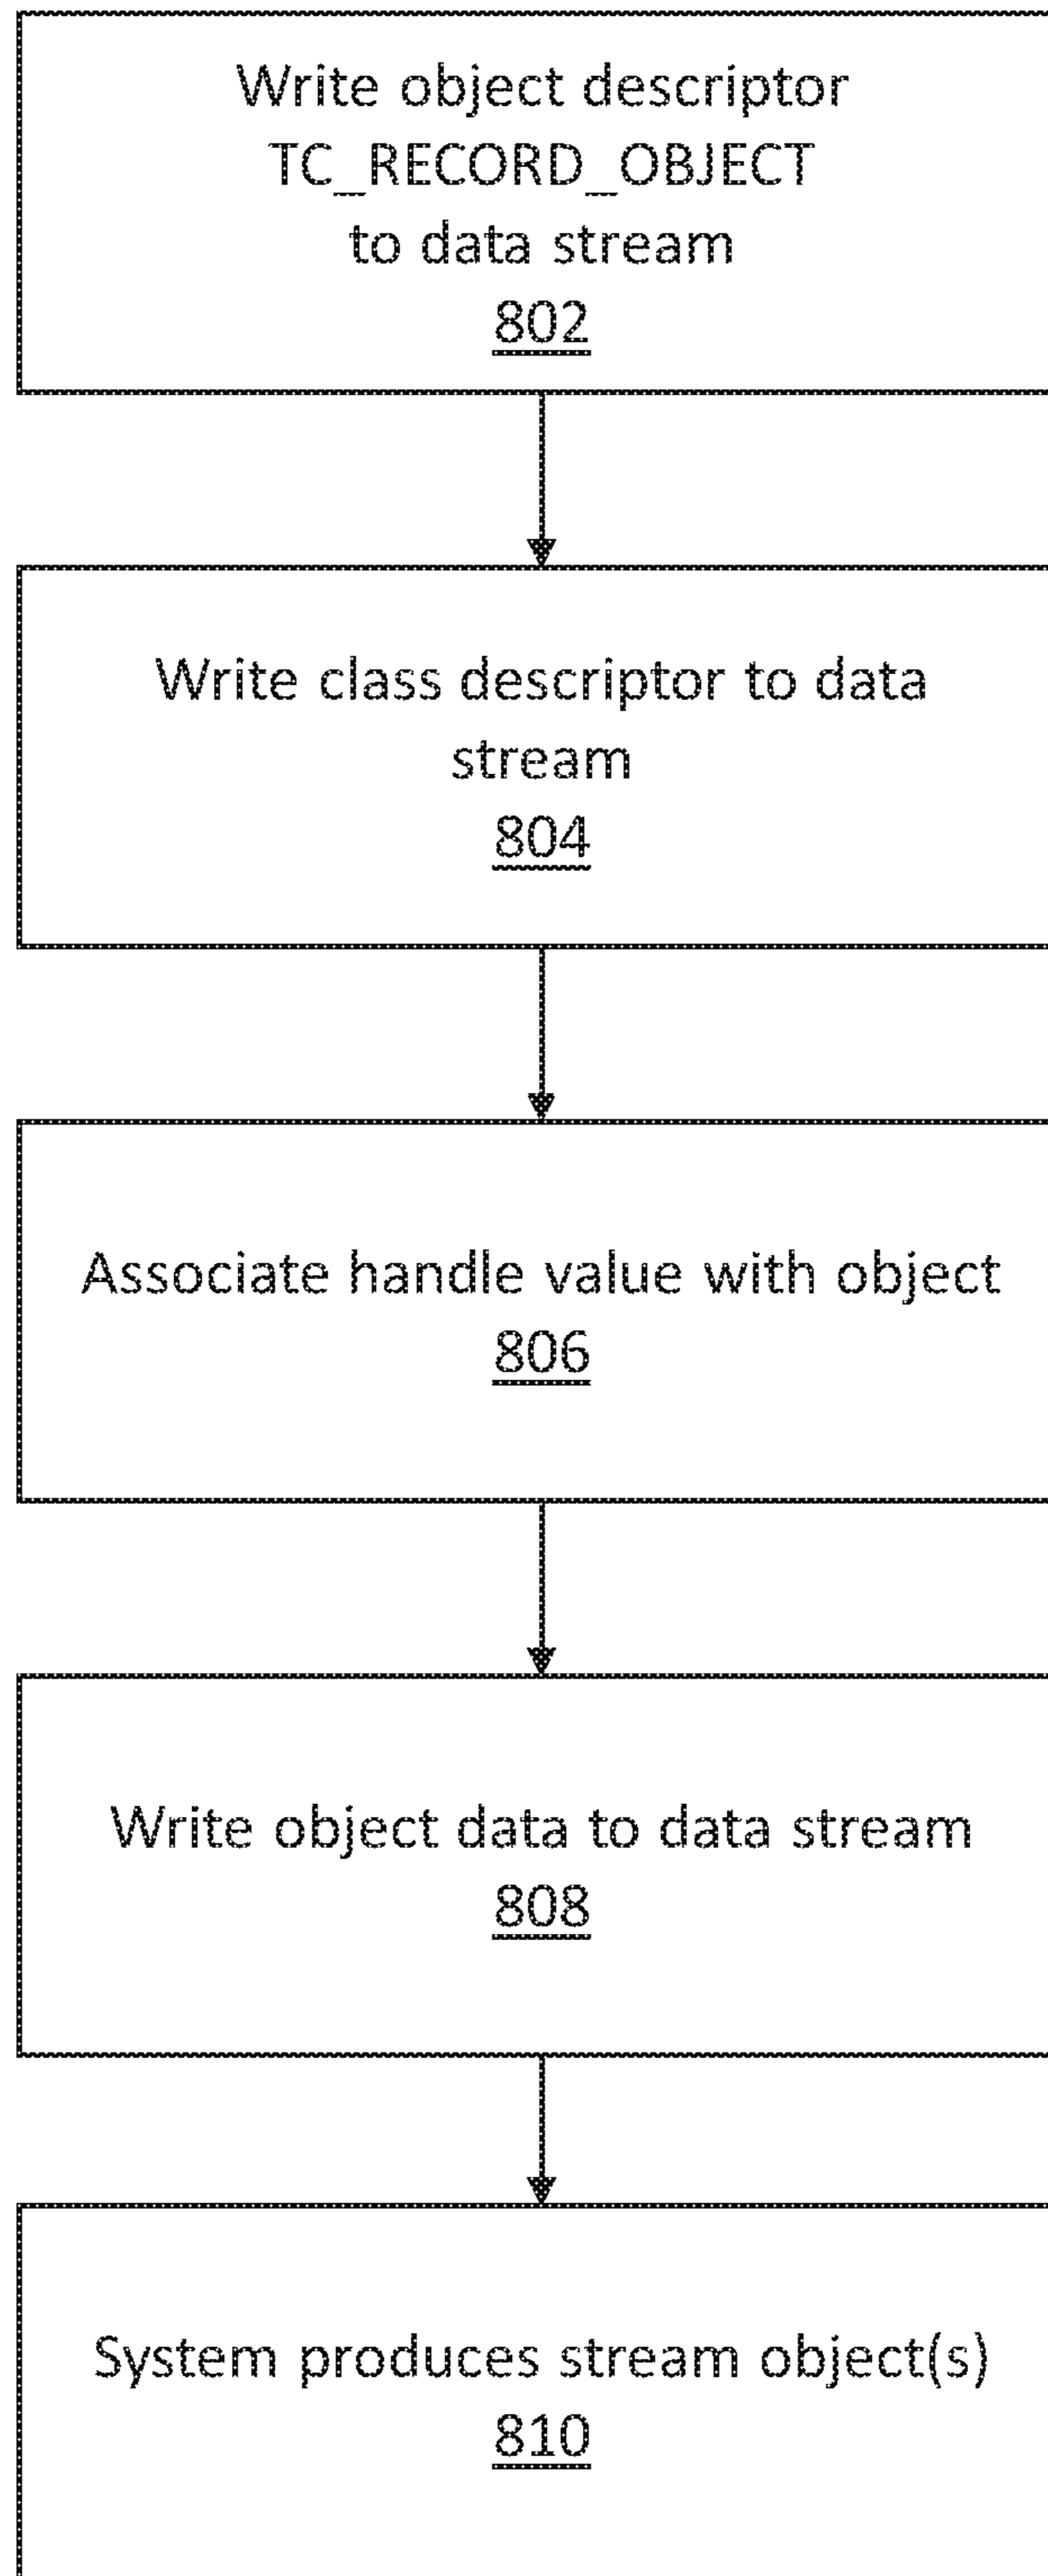 Write object descriptor
TC_RECORD_OBJECT
to data stream
802
Write class descriptor to data
stream
804
Associate handle value with object
806
Write object data to data stream
808
System produces stream object(s)
810